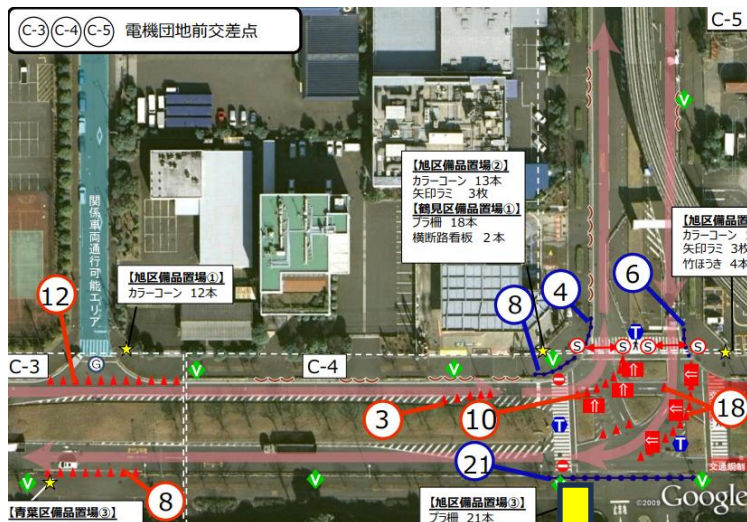 C-3 C-4 C-5 電機団地前交差点
C-5
【旭区備品置場②】
カラーコーン 13本
矢印ラミ 3枚
【鶴見区備品置場①】
プラ柵 18本
横断路看板 2本
関係車両通行可能エリア
【旭区備品置
カラーコーン
矢印ラミ 3枚
竹ほうき 4本
【旭区備品置場①】
カラーコーン 12本
12
8
4
6
V
T
S
S
S
S
C-3
G
C-4
V
V
V
3
10
18
T
T
21
交通規制
V
8
V
V
V
【青葉区備品置場③】
【旭区備品置場③】
プラ柵 21本
©2009 Google